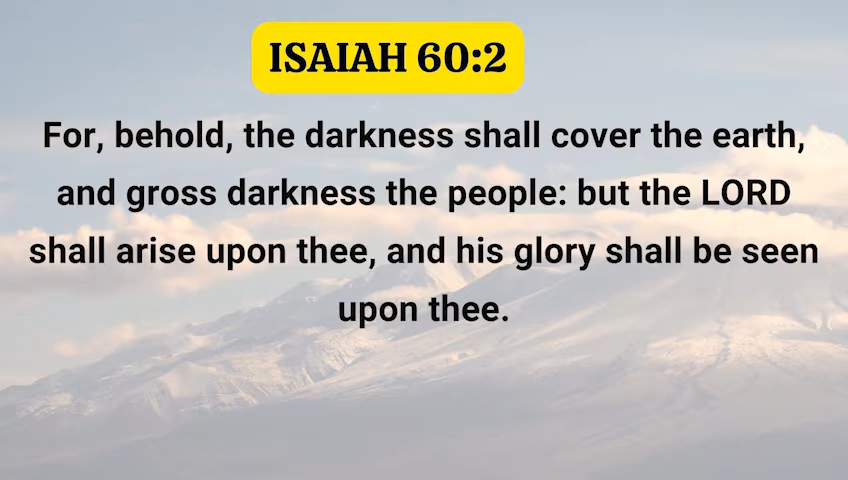 ISAIAH 60:2
For, behold, the darkness shall cover the earth,
and gross darkness the people: but the LORD
shall arise upon thee, and his glory shall be seen
upon thee.